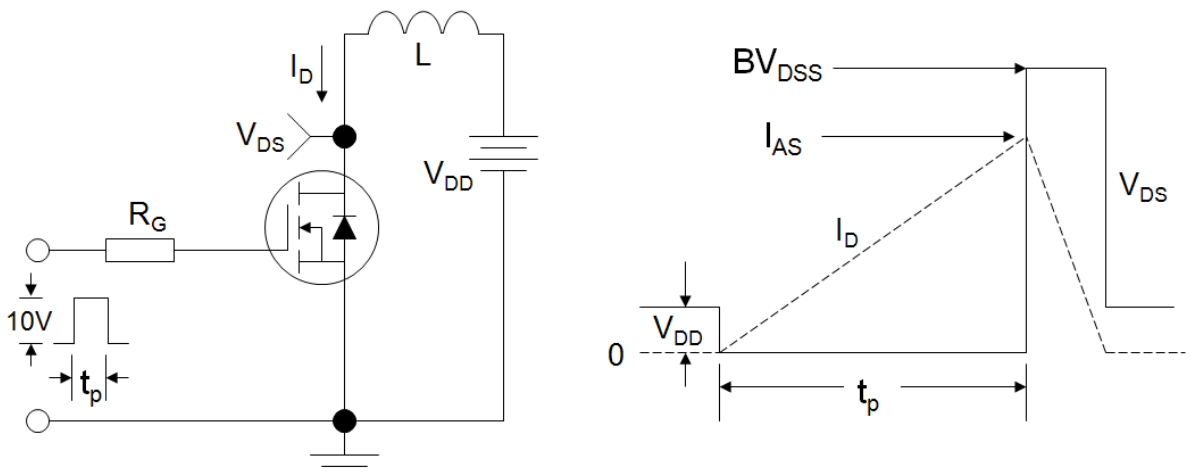 I_D
L
V_DS
V_DD
R_G
10V
t_p
BV_DSS
I_AS
V_DS
I_D
V_DD
0
t_p